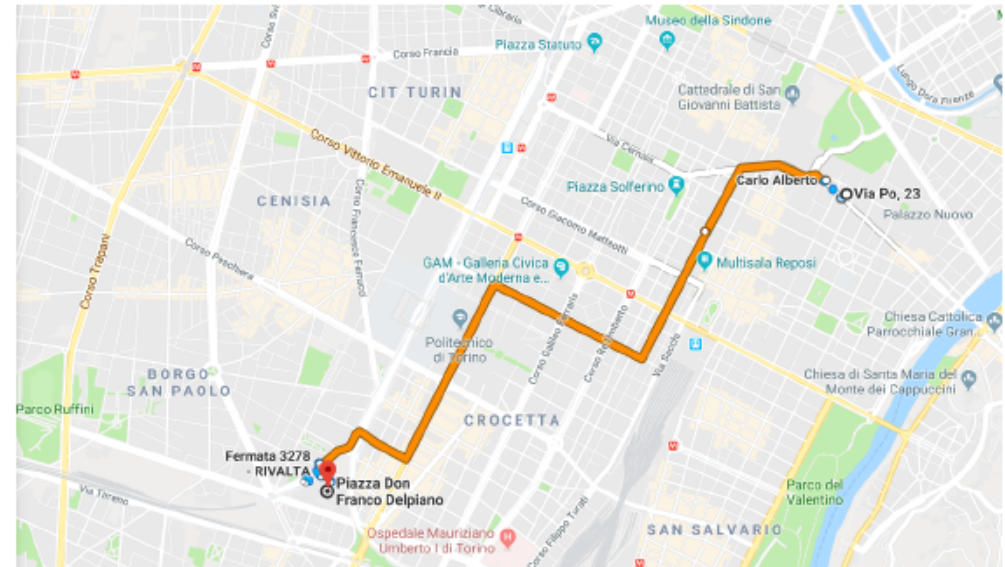 Museo della Sindone
Piazza Statuto
Corso Francia
CIT TURIN
Cattedrale di San
Giovanni Battista
Lungo Dora Firenze
Corso Vittorio Emanuele II
Via Cernaia
Carlo Alberto
Via Po, 23
Piazza Solferino
CENISIA
Palazzo Nuovo
Corso Giacomo Matteotti
Corso Trapani
Corso Peschiera
Corso Francesco Ferrucci
GAM - Galleria Civica
d'Arte Moderna e...
Multisala Reposi
Politecnico
di Torino
Corso Galileo Ferraris
Corso Re Umberto
Via Sacchi
Chiesa Cattolica
Parrocchiale Gran...
BORGO
SAN PAOLO
Chiesa di Santa Maria del
Monte dei Cappuccini
Parco Ruffini
CROCETTA
Fermata 3278
- RIVALTA
Piazza Don
Franco Delpiano
Parco del
Valentino
Ospedale Mauriziano
Umberto I di Torino
Corso Filippo Turati
SAN SALVARIO